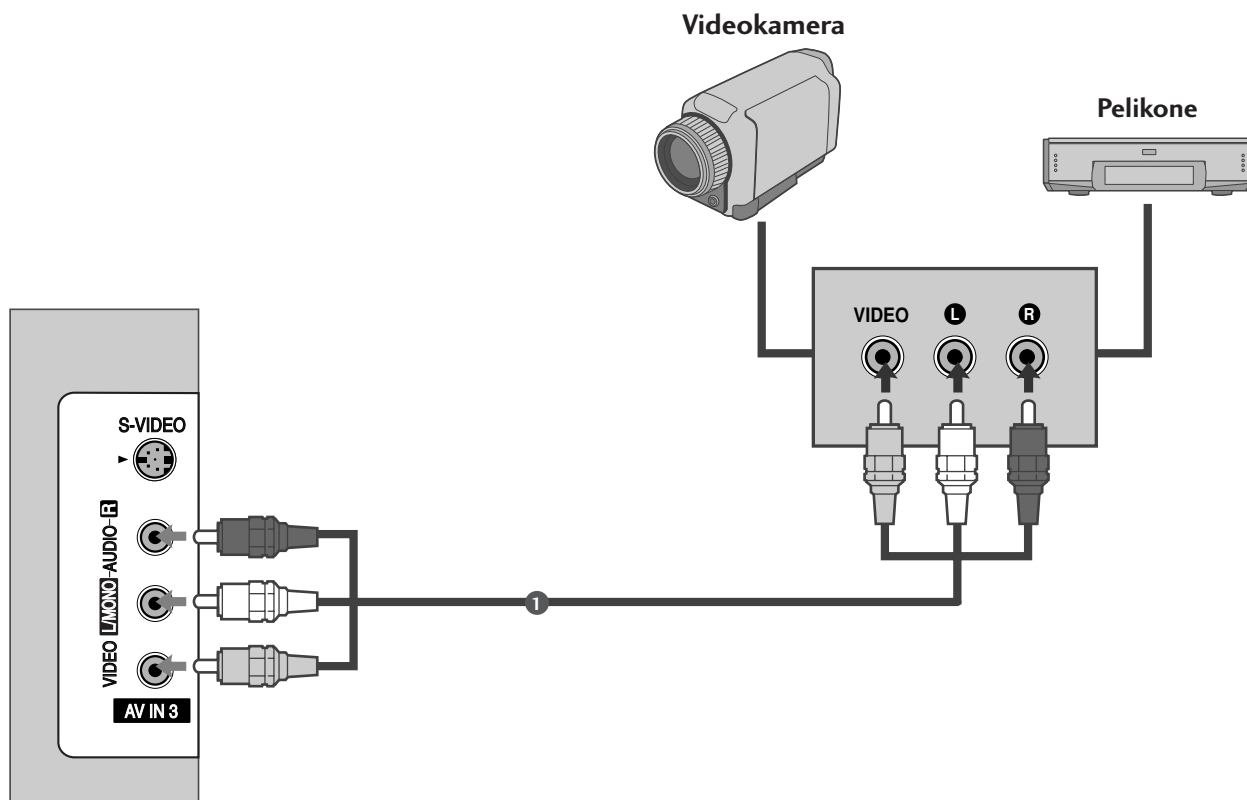 Videokamera
Pelikone
VIDEO L R
S-VIDEO
VIDEO L/MONO-AUDIO-R
1
AV IN 3